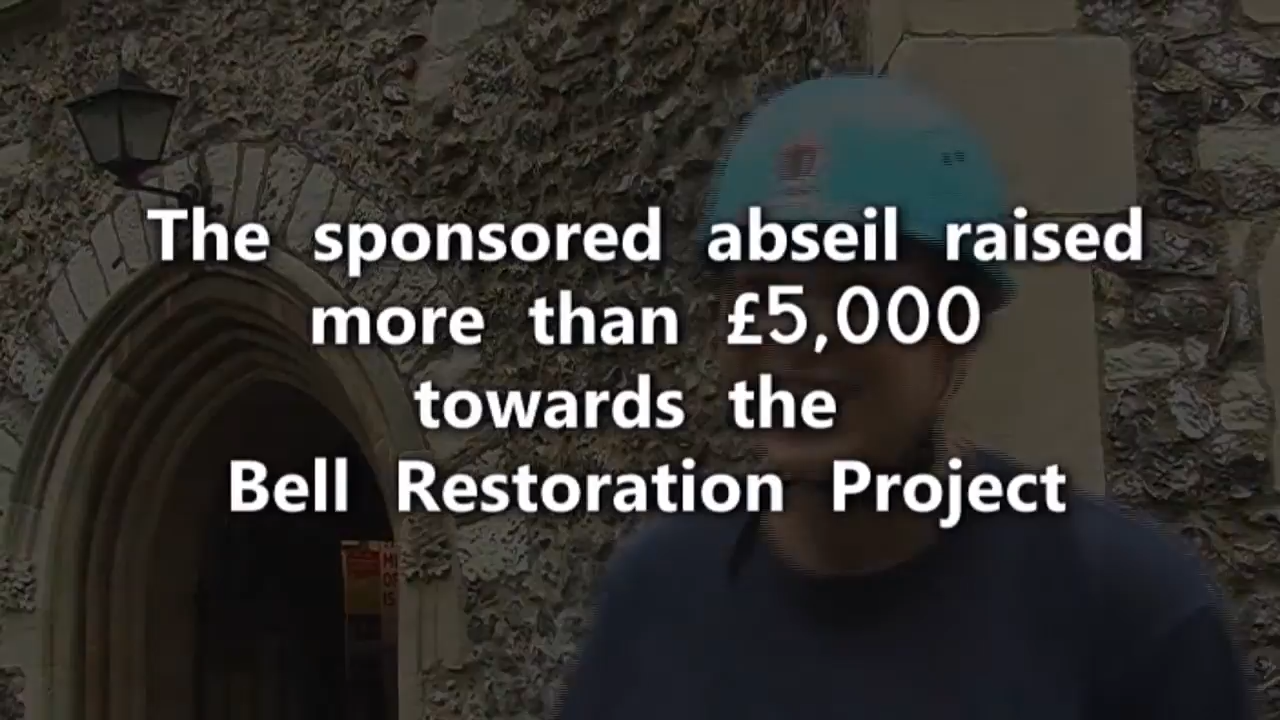 The sponsored abseil raised
more than £5,000
towards the
Bell Restoration Project